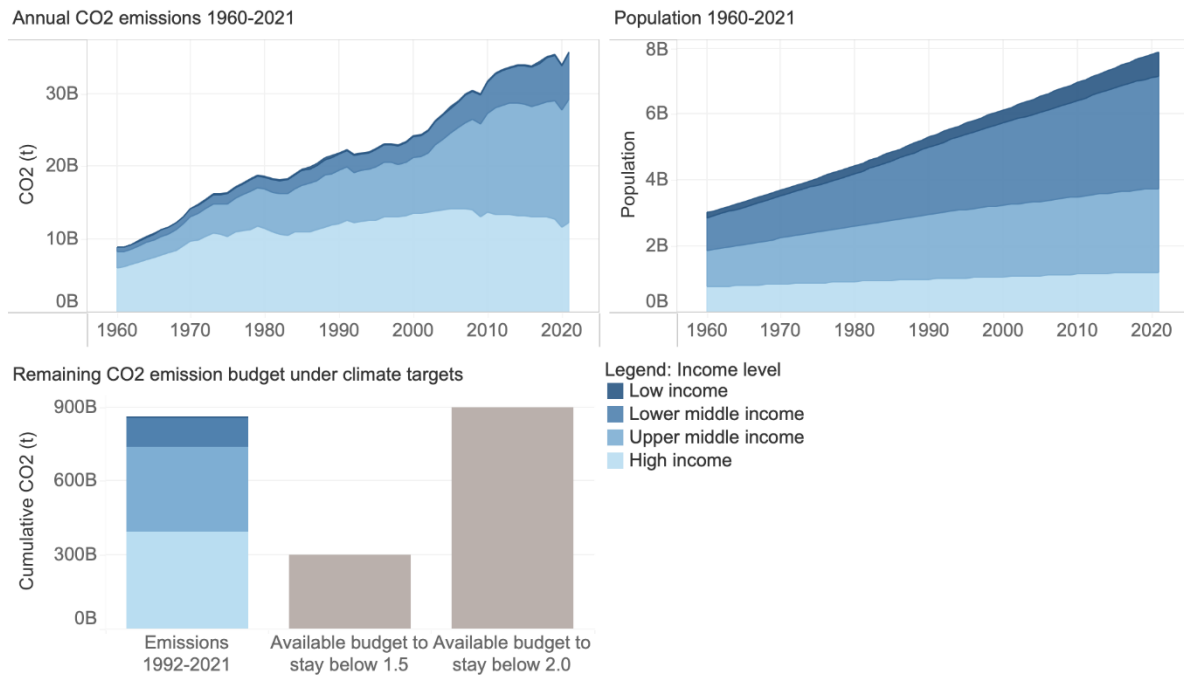 Annual CO2 emissions 1960-2021
30B
20B
10B
0B
CO2 (t)
1960 1970 1980 1990 2000 2010 2020
Population 1960-2021
8B
6B
4B
2B
0B
Population
1960 1970 1980 1990 2000 2010 2020
Remaining CO2 emission budget under climate targets
900B
600B
300B
0B
Cumulative CO2 (t)
Emissions
1992-2021
Available budget to
stay below 1.5
Available budget to
stay below 2.0
Legend: Income level
Low income
Lower middle income
Upper middle income
High income